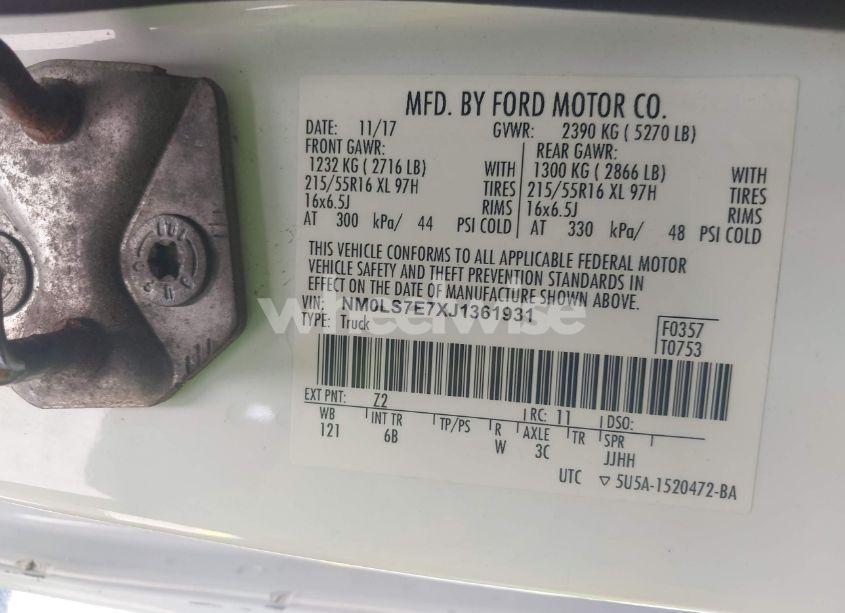 MFD. BY FORD MOTOR CO.
DATE: 11/17 GVWR: 2390 KG ( 5270 LB)
FRONT GAWR: REAR GAWR:
1232 KG ( 2716 LB) WITH 1300 KG ( 2866 LB) WITH
215/55R16 XL 97H TIRES 215/55R16 XL 97H TIRES
16x6.5J RIMS 16x6.5J RIMS
AT 300 kPa/ 44 PSI COLD AT 330 kPa/ 48 PSI COLD
THIS VEHICLE CONFORMS TO ALL APPLICABLE FEDERAL MOTOR
VEHICLE SAFETY AND THEFT PREVENTION STANDARDS IN
EFFECT ON THE DATE OF MANUFACTURE SHOWN ABOVE.
VIN: NM0LS7E7XJ1361931
TYPE: Truck
F0357
T0753
wheelwise
EXT PNT: Z2 RC: 11 DSO:
WB INT TR TP/PS R AXLE TR SPR
121 6B W 3C JJHH
UTC ▽ 5U5A-1520472-BA